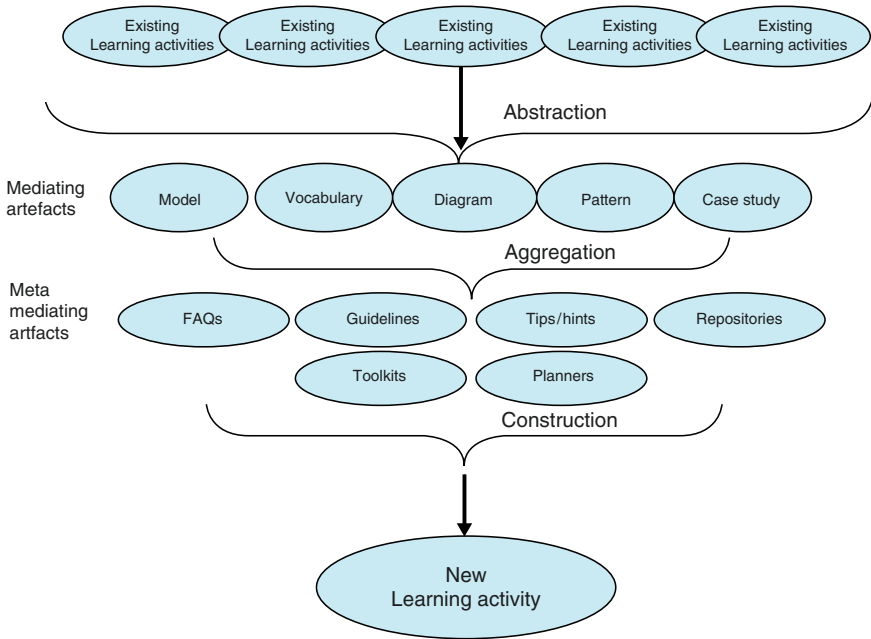 Existing
Learning activities
Existing
Learning activities
Existing
Learning activities
Existing
Learning activities
Existing
Learning activities
Abstraction
Mediating
artefacts
Model
Vocabulary
Diagram
Pattern
Case study
Aggregation
Meta
mediating
artfacts
FAQs
Guidelines
Tips/hints
Repositories
Toolkits
Planners
Construction
New
Learning activity